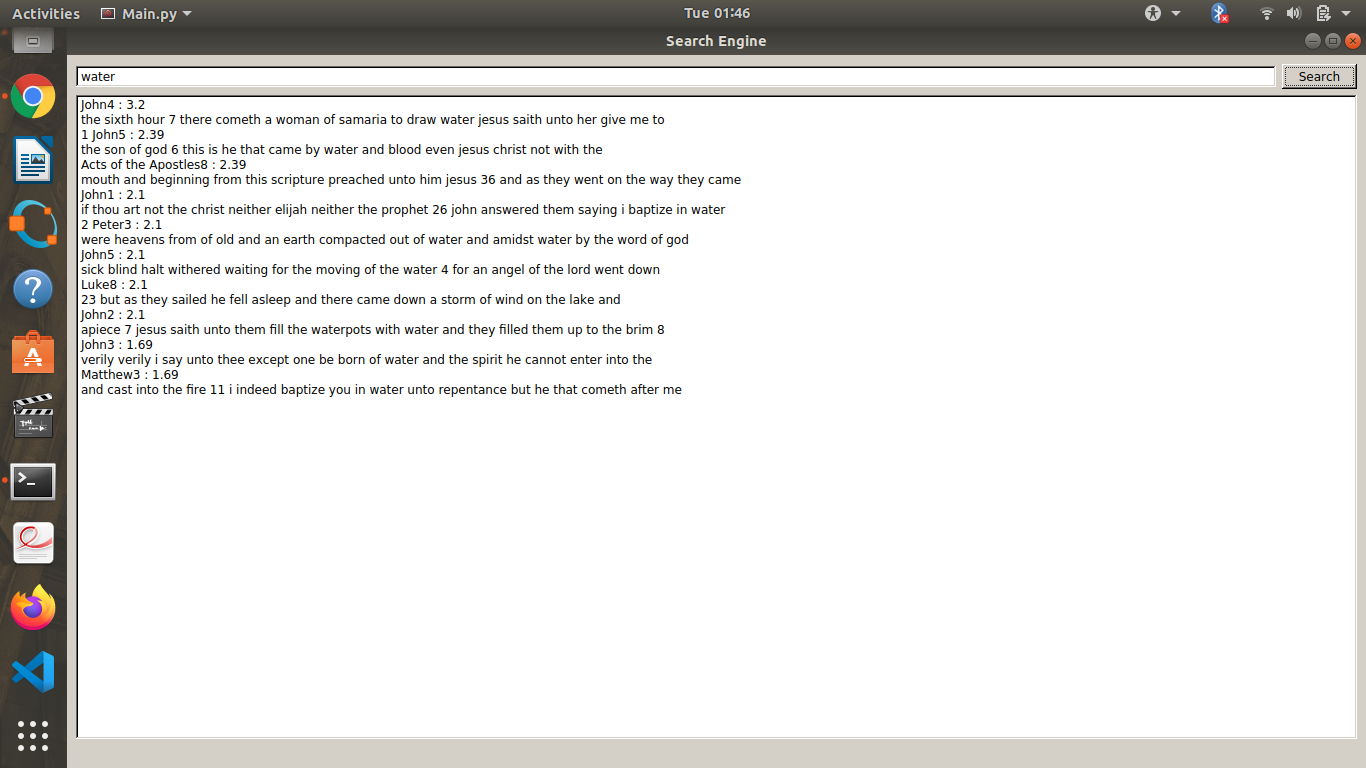 Activities Main.py Tue 01:46
Search Engine
water Search
John4 : 3.2
the sixth hour 7 there cometh a woman of samaria to draw water jesus saith unto her give me to
1 John5 : 2.39
the son of god 6 this is he that came by water and blood even jesus christ not with the
Acts of the Apostles8 : 2.39
mouth and beginning from this scripture preached unto him jesus 36 and as they went on the way they came
John1 : 2.1
if thou art not the christ neither elijah neither the prophet 26 john answered them saying i baptize in water
2 Peter3 : 2.1
were heavens from of old and an earth compacted out of water and amidst water by the word of god
John5 : 2.1
sick blind halt withered waiting for the moving of the water 4 for an angel of the lord went down
Luke8 : 2.1
23 but as they sailed he fell asleep and there came down a storm of wind on the lake and
John2 : 2.1
apiece 7 jesus saith unto them fill the waterpots with water and they filled them up to the brim 8
John3 : 1.69
verily verily i say unto thee except one be born of water and the spirit he cannot enter into the
Matthew3 : 1.69
and cast into the fire 11 i indeed baptize you in water unto repentance but he that cometh after me